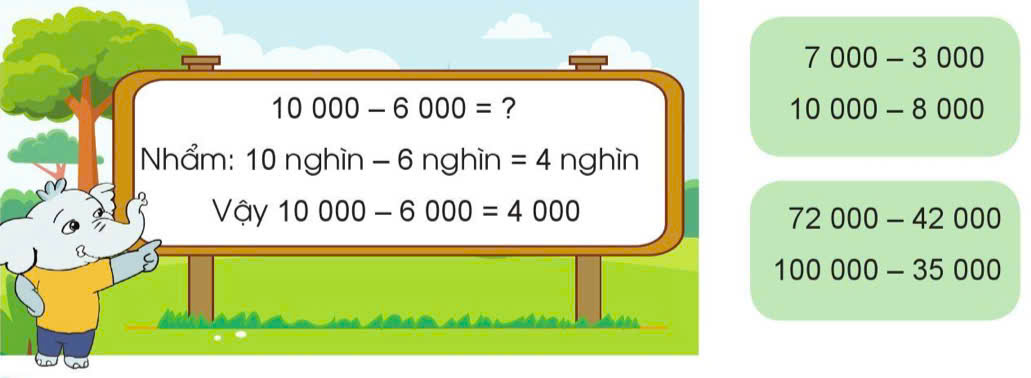 10 000 – 6 000 = ?
Nhẩm: 10 nghìn – 6 nghìn = 4 nghìn
Vậy 10 000 – 6 000 = 4 000
7 000 – 3 000
10 000 – 8 000
72 000 – 42 000
100 000 – 35 000